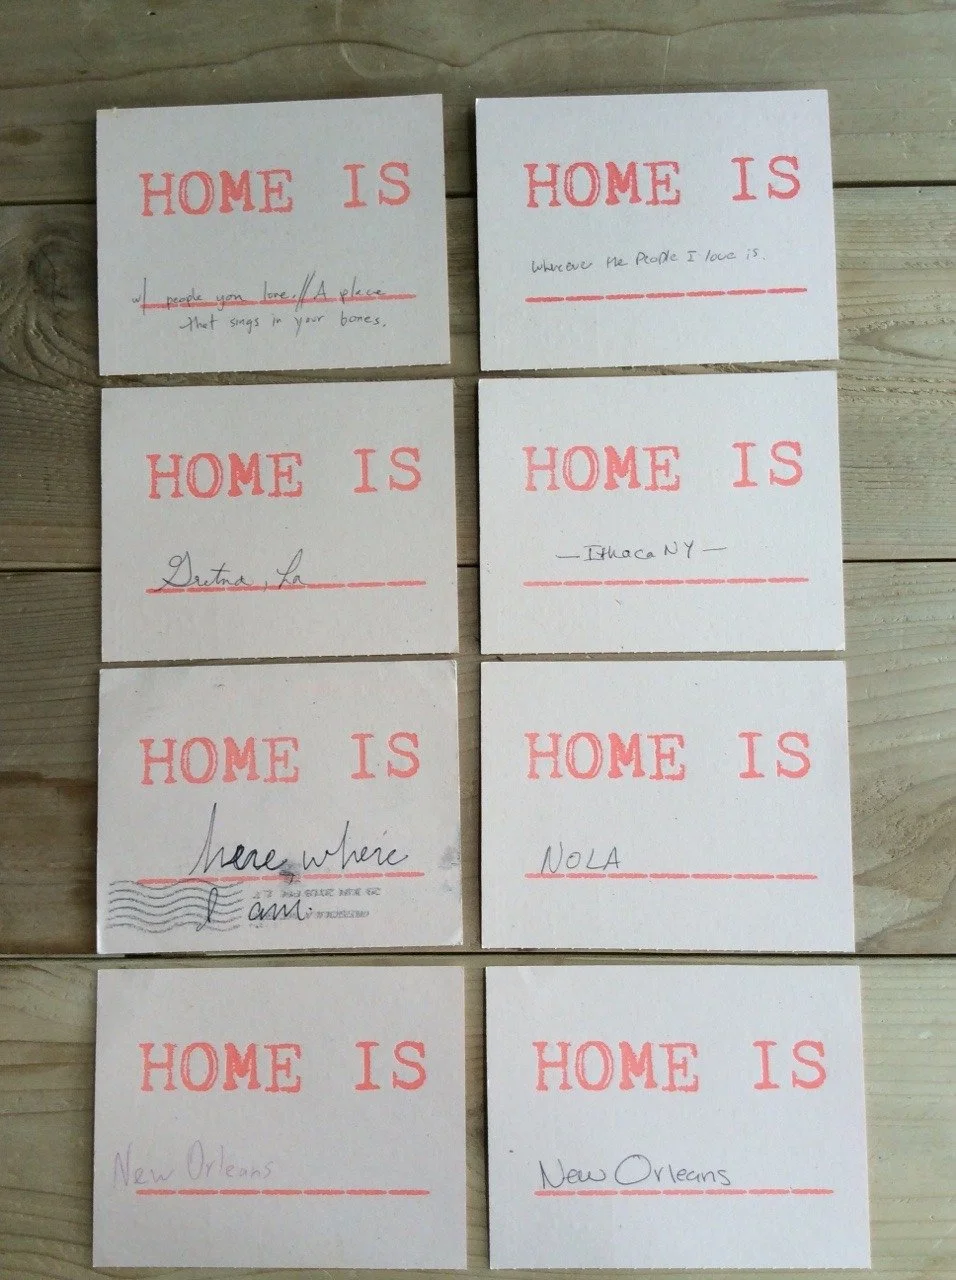 HOME IS
w/ people you love. // A place
that sings in your bones.
HOME IS
wherever the people I love is.
HOME IS
Gretna, La
HOME IS
— Ithaca NY —
HOME IS
here, where
I am.
HOME IS
NOLA
HOME IS
New Orleans
HOME IS
New Orleans